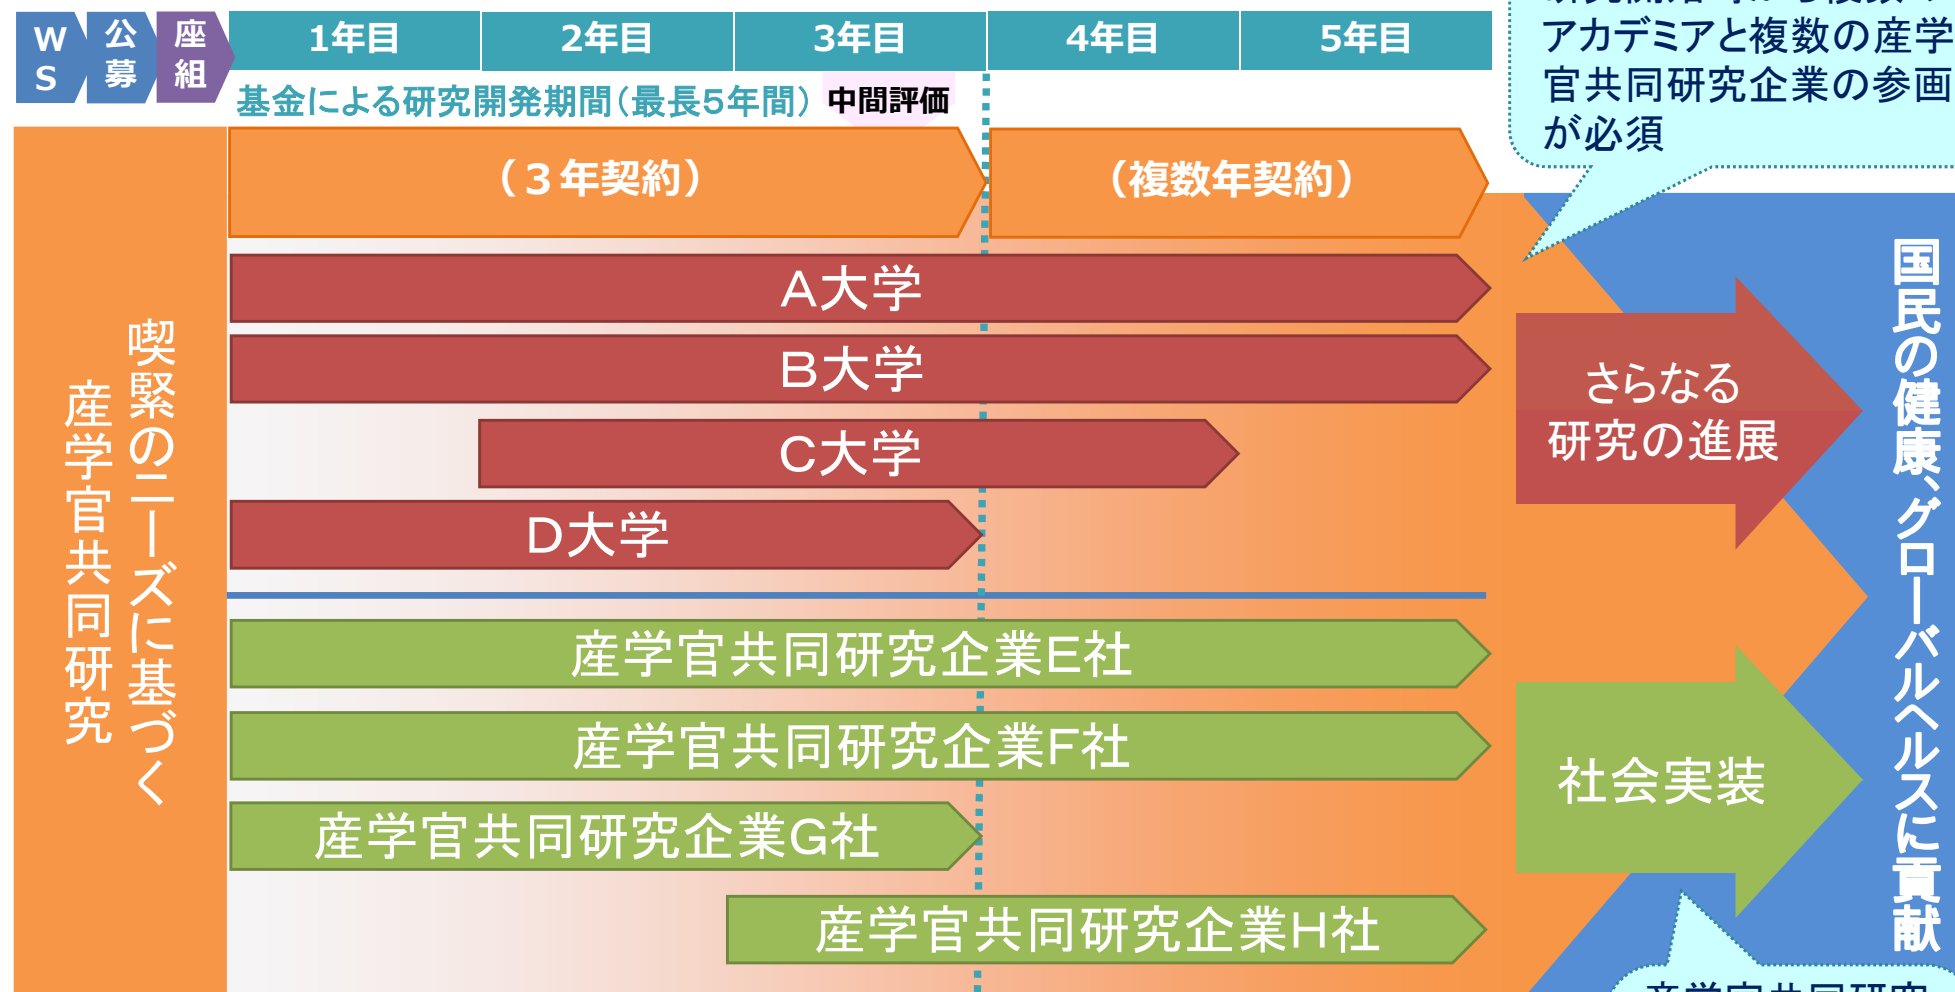 WS
公募
座組
1年目
2年目
3年目
4年目
5年目
基金による研究開発期間（最長5年間）
中間評価
アカデミアと複数の産学
官共同研究企業の参画
が必須
（３年契約）
（複数年契約）
喫緊のニーズに基づく
産学官共同研究
A大学
B大学
C大学
D大学
産学官共同研究企業E社
産学官共同研究企業F社
産学官共同研究企業G社
産学官共同研究企業H社
さらなる
研究の進展
社会実装
国民の健康、グローバルヘルスに貢献
産学官共同研究